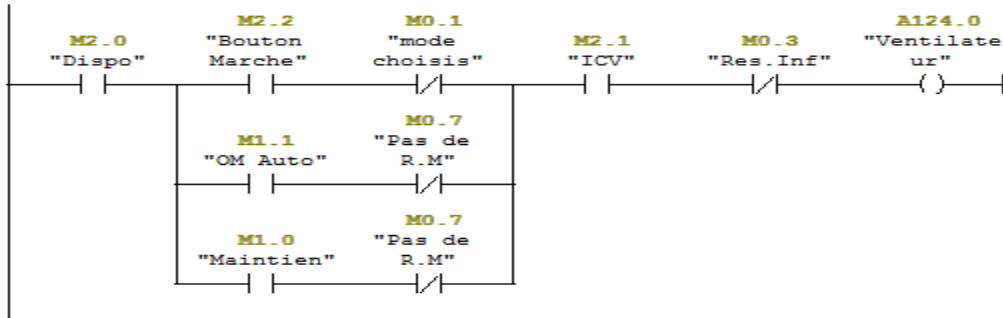 M2.0
"Dispo"
M2.2
"Bouton
Marche"
M0.1
"mode
choisis"
M2.1
"ICV"
M0.3
"Res.Inf"
A124.0
"Ventilate
ur"
M1.1
"OM Auto"
M0.7
"Pas de
R.M"
M1.0
"Maintien"
M0.7
"Pas de
R.M"